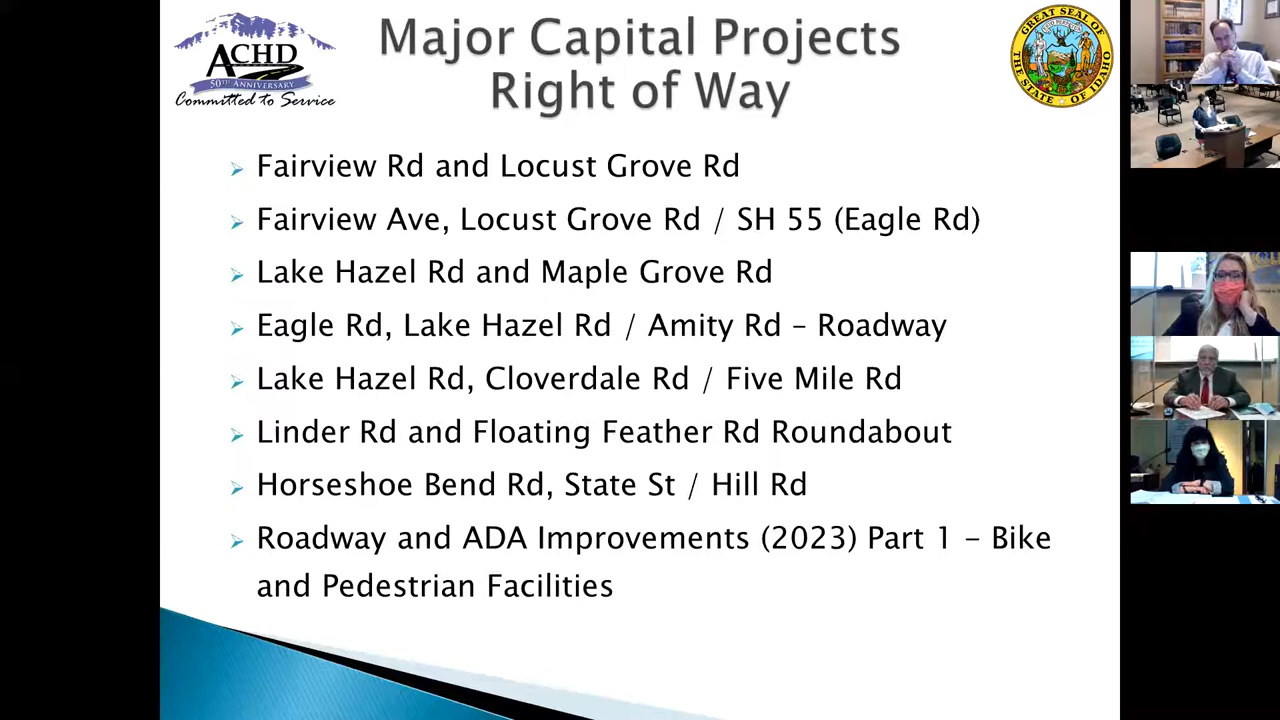 ACHD
50TH ANNIVERSARY
Committed to Service
Major Capital Projects
Right of Way
GREAT SEAL OF
THE STATE OF IDAHO
Fairview Rd and Locust Grove Rd
Fairview Ave, Locust Grove Rd / SH 55 (Eagle Rd)
Lake Hazel Rd and Maple Grove Rd
Eagle Rd, Lake Hazel Rd / Amity Rd – Roadway
Lake Hazel Rd, Cloverdale Rd / Five Mile Rd
Linder Rd and Floating Feather Rd Roundabout
Horseshoe Bend Rd, State St / Hill Rd
Roadway and ADA Improvements (2023) Part 1 – Bike
and Pedestrian Facilities